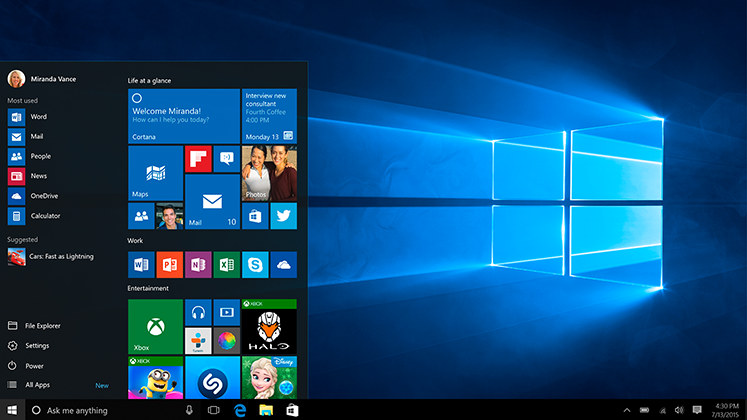 Miranda Vance
Most used
Word
Mail
People
News
OneDrive
Calculator
Suggested
Cars: Fast as Lightning
File Explorer
Settings
Power
All Apps
New
Life at a glance
Welcome Miranda!
How can I help you today?
Cortana
Interview new
consultant
Fourth Coffee
4:00 PM
Monday 13
Maps
Mail
10
Photos
Work
Entertainment
Xbox
XBOX
HALO
XBOX
Disney
Ask me anything
4:30 PM
7/13/2015